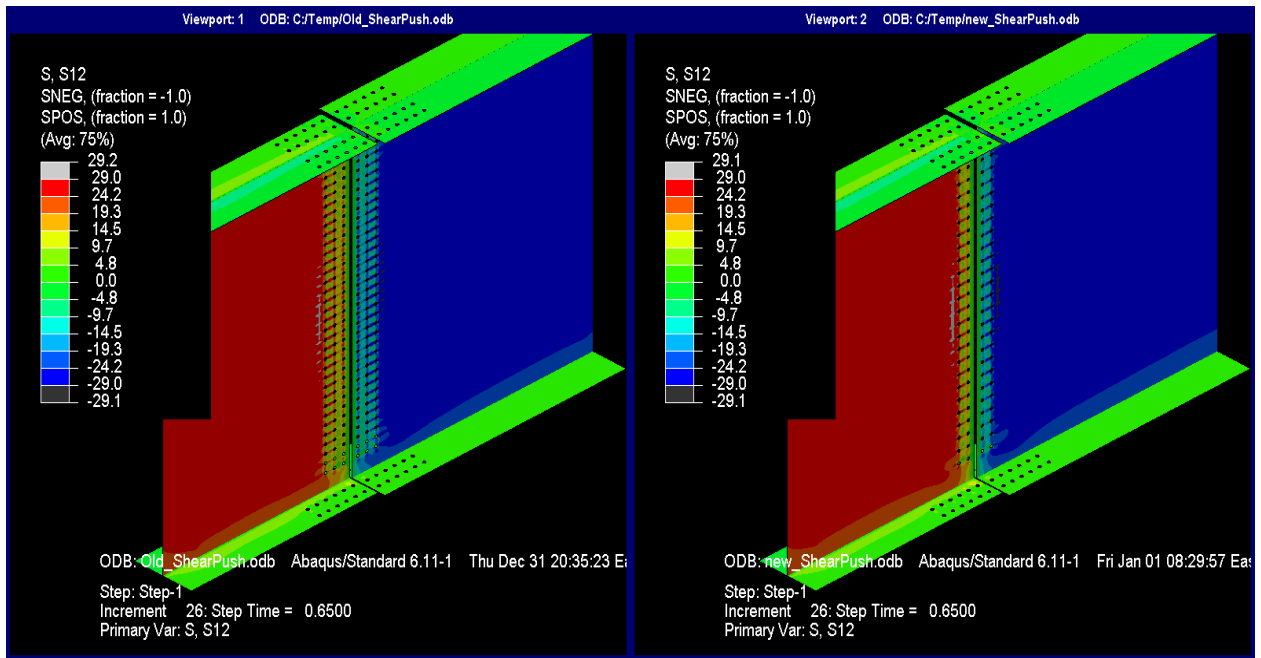 Viewport: 1 ODB: C:/Temp/Old_ShearPush.odb
S, S12
SNEG, (fraction = -1.0)
SPOS, (fraction = 1.0)
(Avg: 75%)
29.2
29.0
24.2
19.3
14.5
9.7
4.8
0.0
-4.8
-9.7
-14.5
-19.3
-24.2
-29.0
-29.1
ODB: Old_ShearPush.odb Abaqus/Standard 6.11-1 Thu Dec 31 20:35:23 Ea
Step: Step-1
Increment 26: Step Time = 0.6500
Primary Var: S, S12
Viewport: 2 ODB: C:/Temp/new_ShearPush.odb
S, S12
SNEG, (fraction = -1.0)
SPOS, (fraction = 1.0)
(Avg: 75%)
29.1
29.0
24.2
19.3
14.5
9.7
4.8
0.0
-4.8
-9.7
-14.5
-19.3
-24.2
-29.0
-29.1
ODB: new_ShearPush.odb Abaqus/Standard 6.11-1 Fri Jan 01 08:29:57 Eas
Step: Step-1
Increment 26: Step Time = 0.6500
Primary Var: S, S12